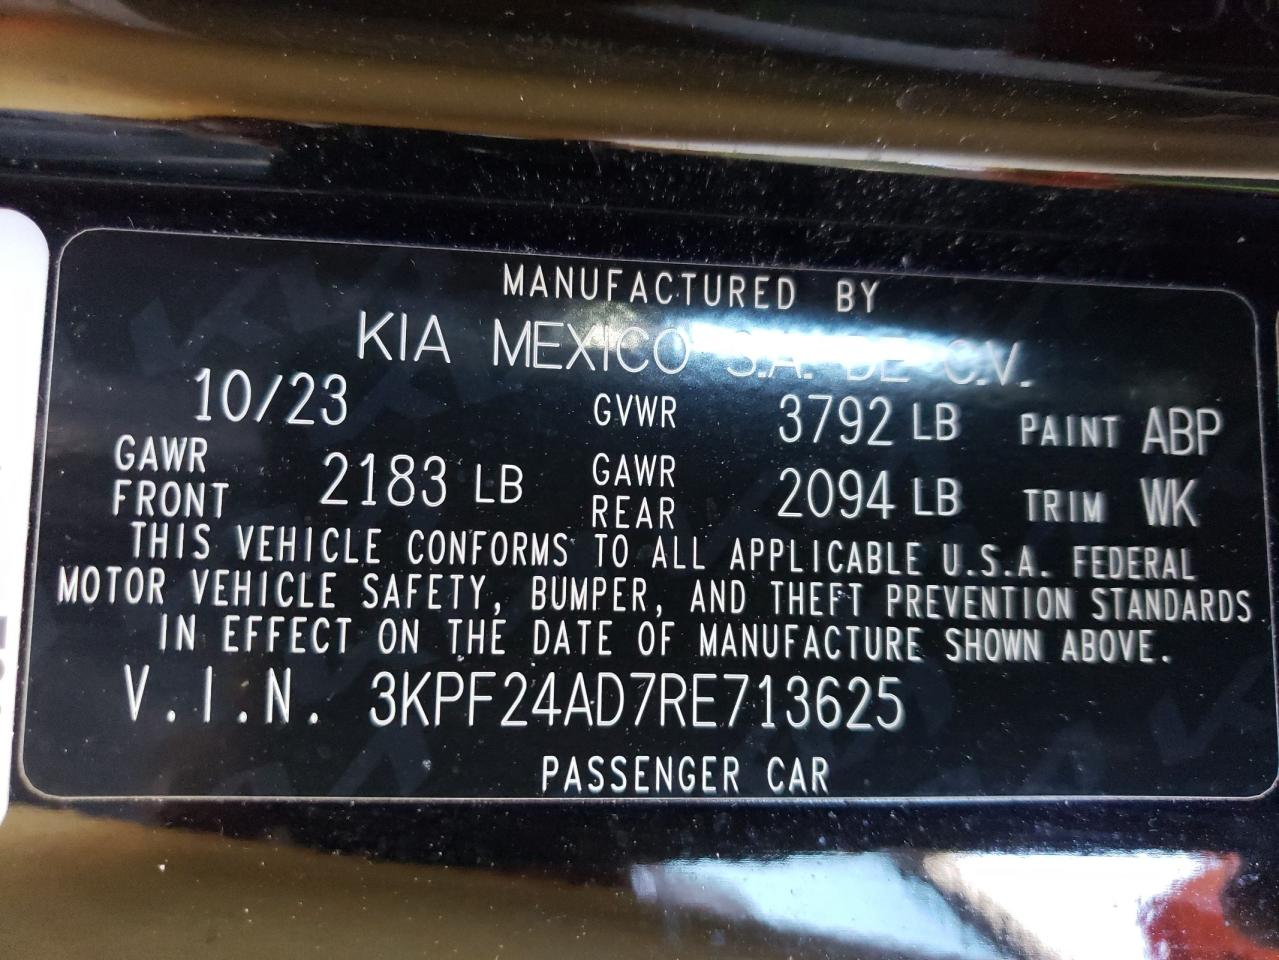 MANUFACTURED BY
KIA MEXICO S.A. DE C.V.
10/23 GVWR 3792 LB PAINT ABP
GAWR FRONT 2183 LB GAWR REAR 2094 LB TRIM WK
THIS VEHICLE CONFORMS TO ALL APPLICABLE U.S.A. FEDERAL
MOTOR VEHICLE SAFETY, BUMPER, AND THEFT PREVENTION STANDARDS
IN EFFECT ON THE DATE OF MANUFACTURE SHOWN ABOVE.
V.I.N. 3KPF24AD7RE713625
PASSENGER CAR